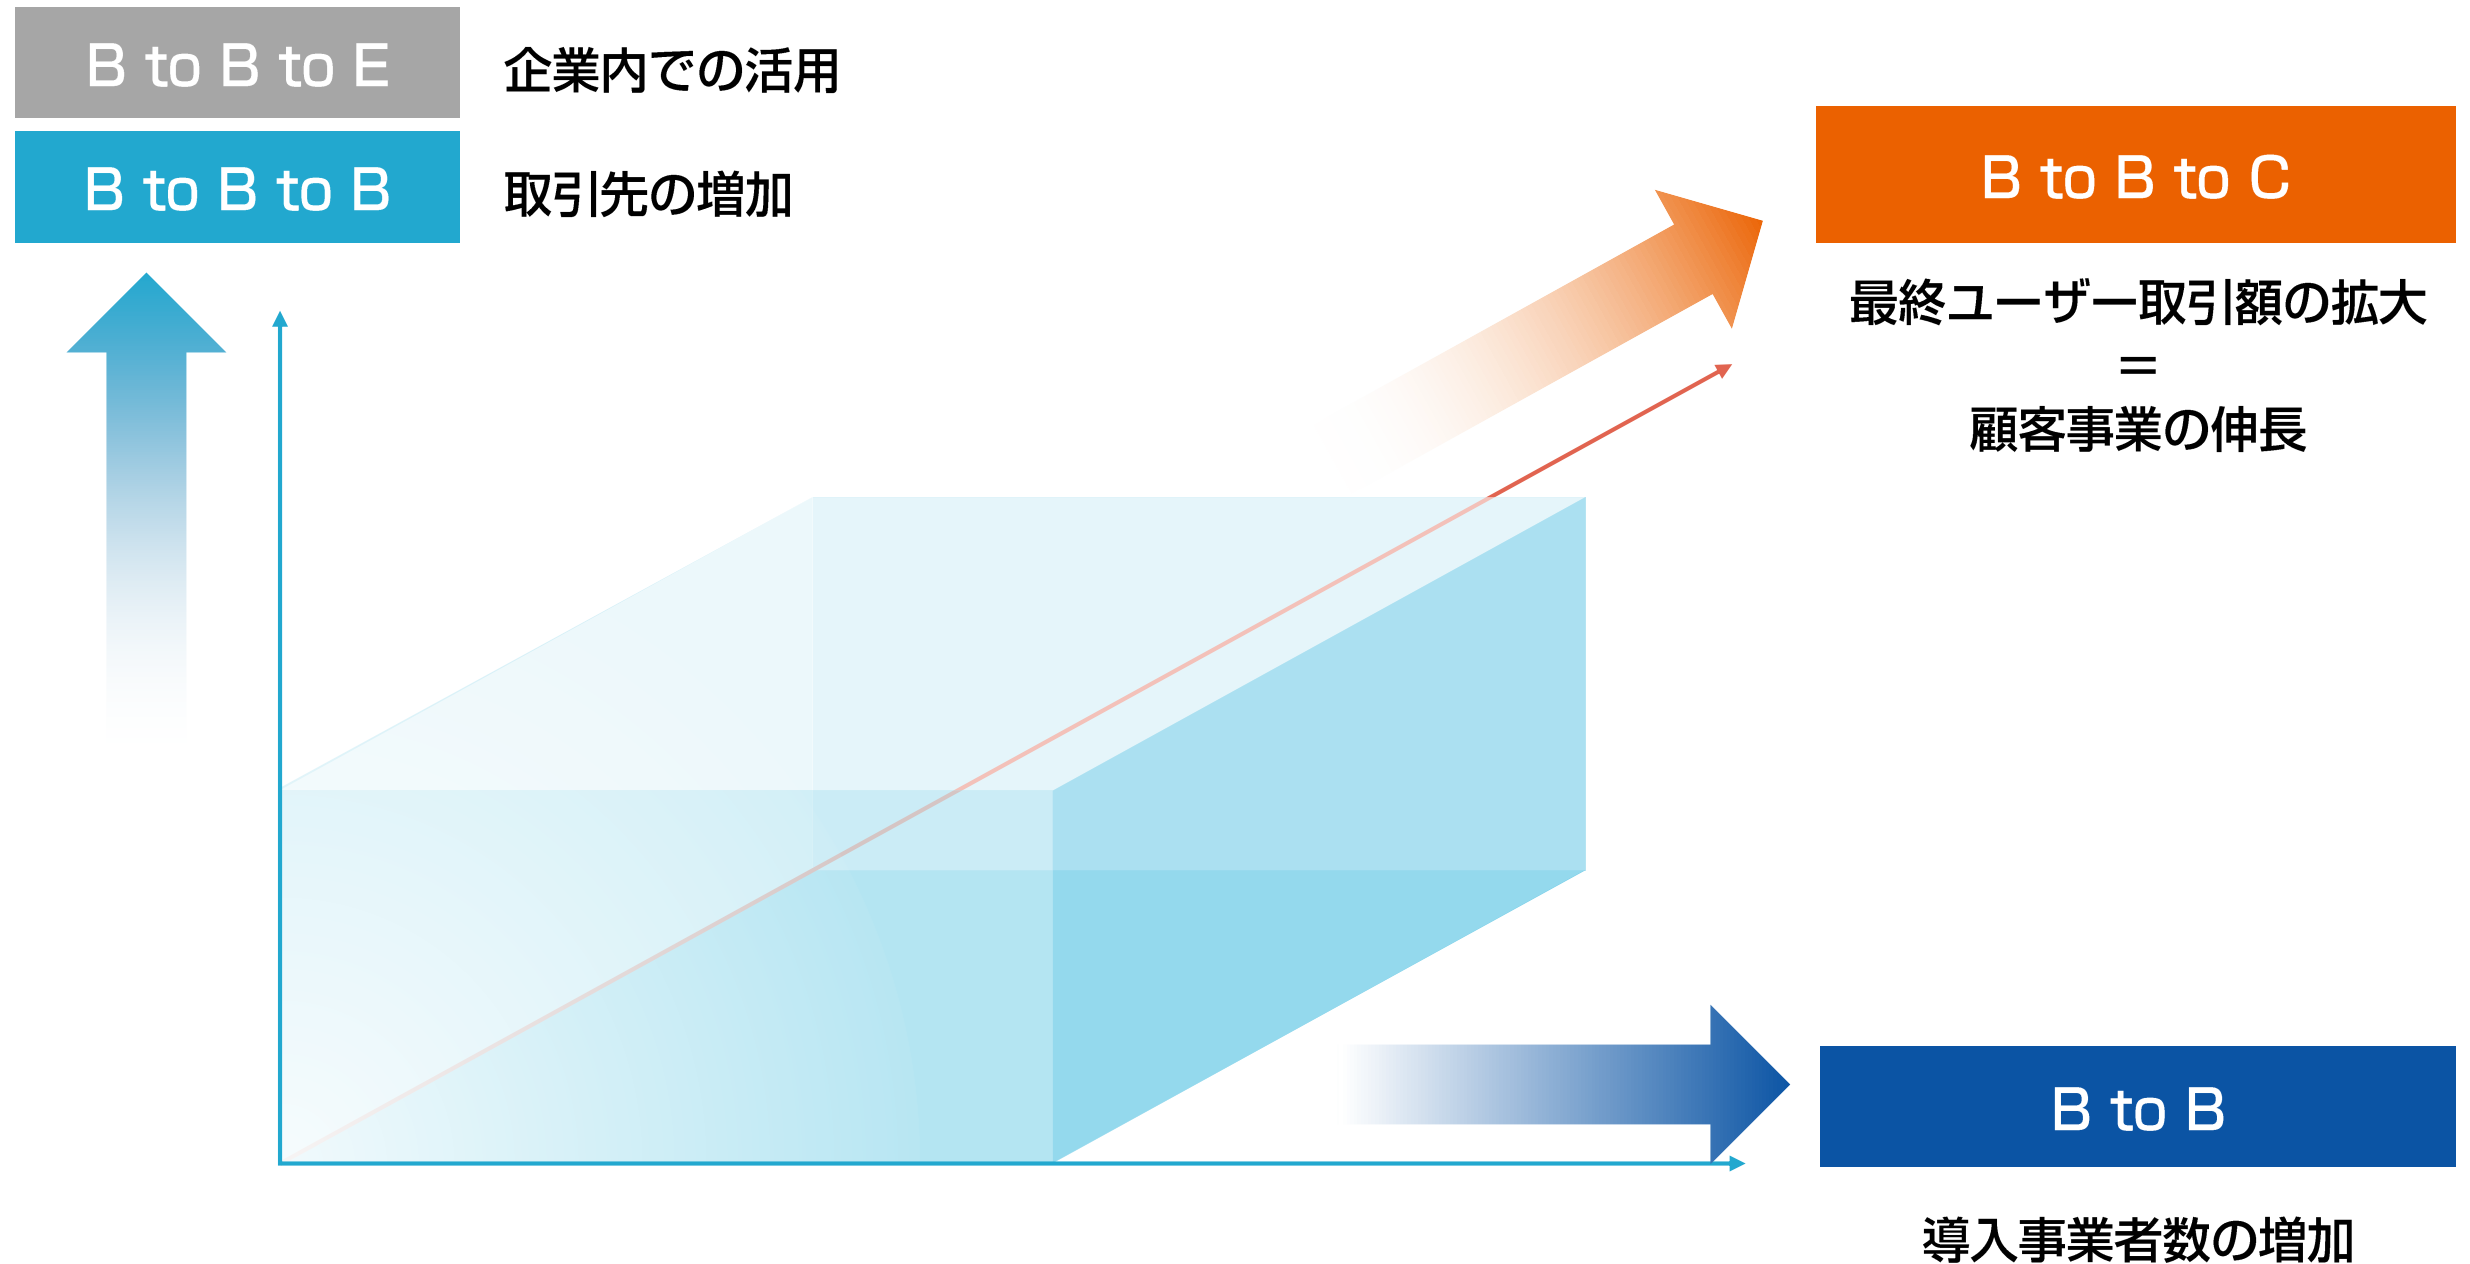 B to B to E
企業内での活用
B to B to B
取引先の増加
B to B to C
最終ユーザー取引額の拡大
＝
顧客事業の伸長
B to B
導入事業者数の増加